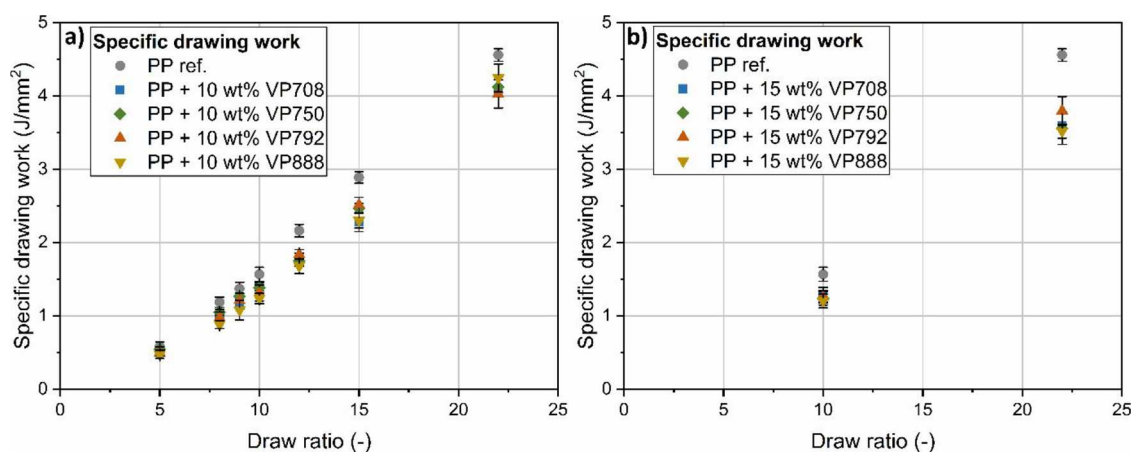 a)
Specific drawing work
PP ref.
PP + 10 wt% VP708
PP + 10 wt% VP750
PP + 10 wt% VP792
PP + 10 wt% VP888
Specific drawing work (J/mm²)
5
4
3
2
1
0
0 5 10 15 20 25
Draw ratio (-)
b)
Specific drawing work
PP ref.
PP + 15 wt% VP708
PP + 15 wt% VP750
PP + 15 wt% VP792
PP + 15 wt% VP888
Specific drawing work (J/mm²)
5
4
3
2
1
0
0 5 10 15 20 25
Draw ratio (-)